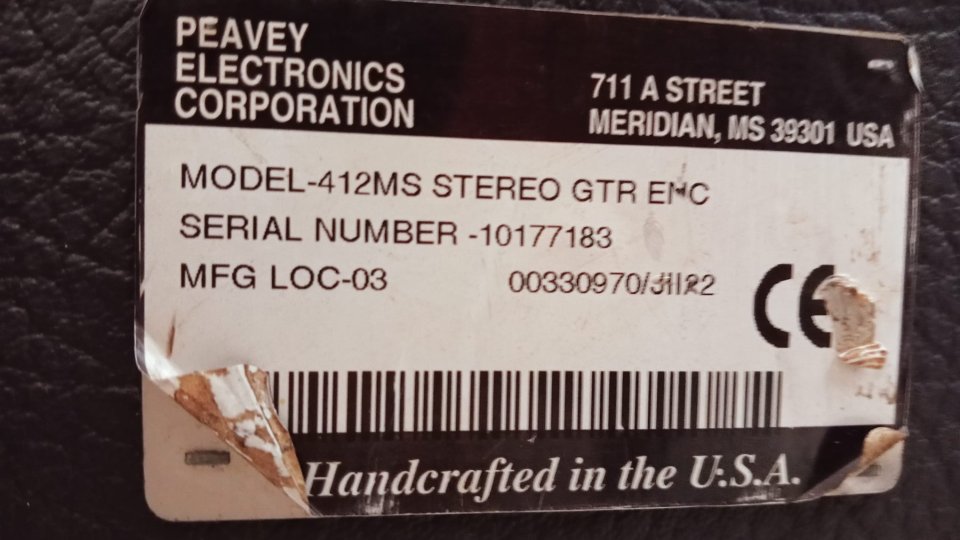 PEAVEY
ELECTRONICS
CORPORATION
711 A STREET
MERIDIAN, MS 39301 USA
MODEL-412MS STEREO GTR ENC
SERIAL NUMBER -10177183
MFG LOC-03
CE
Handcrafted in the U.S.A.